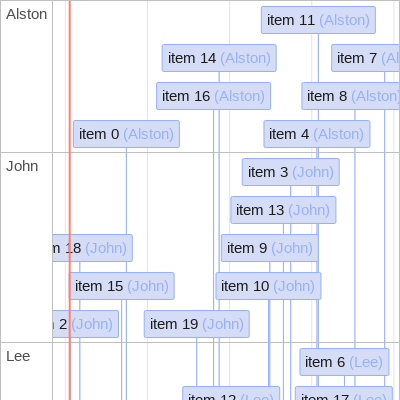 Alston
item 11 (Alston)
item 14 (Alston)
item 7 (Al
item 16 (Alston)
item 8 (Alston)
item 0 (Alston)
item 4 (Alston)
John
item 3 (John)
item 13 (John)
m 18 (John)
item 9 (John)
item 15 (John)
item 10 (John)
2 (John)
item 19 (John)
Lee
item 6 (Lee)
item 12 (Lee)
item 17 (Lee)